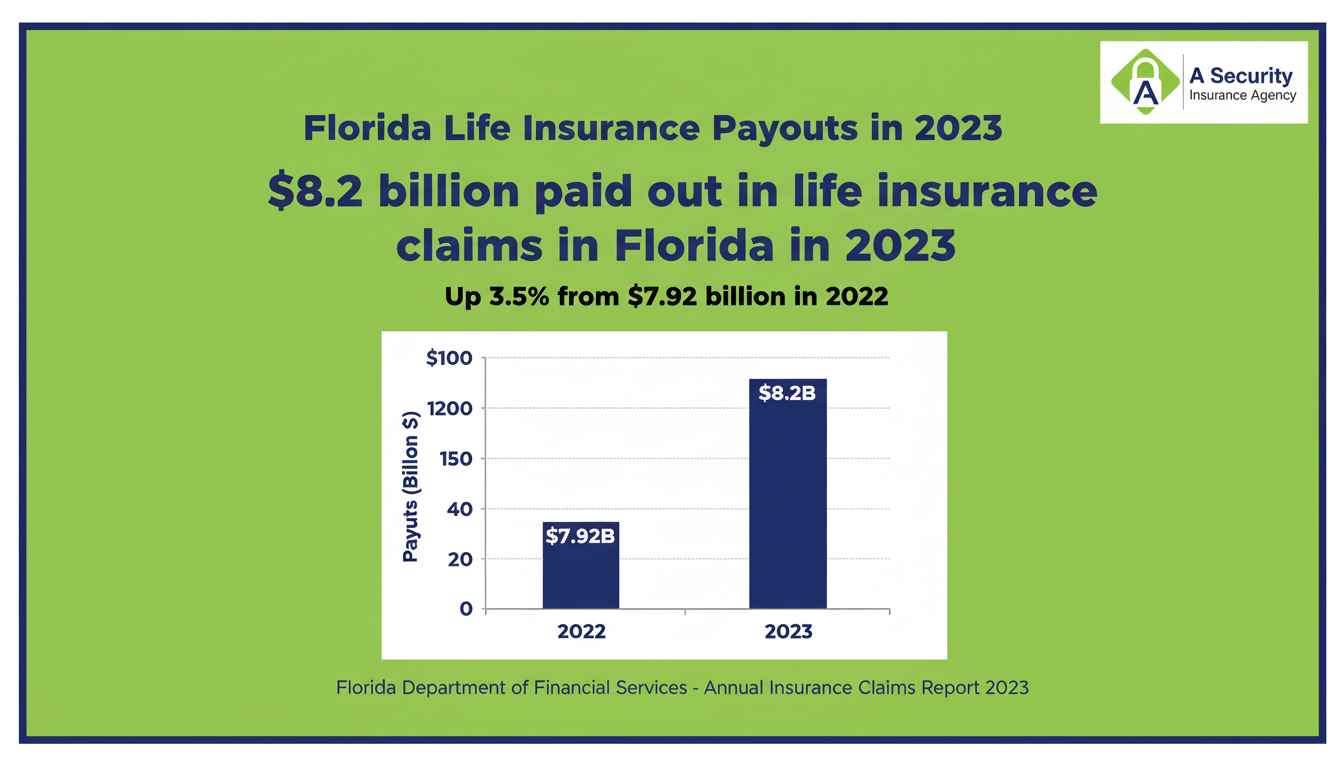 A Security
Insurance Agency
Florida Life Insurance Payouts in 2023
$8.2 billion paid out in life insurance
claims in Florida in 2023
Up 3.5% from $7.92 billion in 2022
Payuts (Billon $)
$100
1200
150
40
20
0
$7.92B
$8.2B
2022
2023
Florida Department of Financial Services - Annual Insurance Claims Report 2023